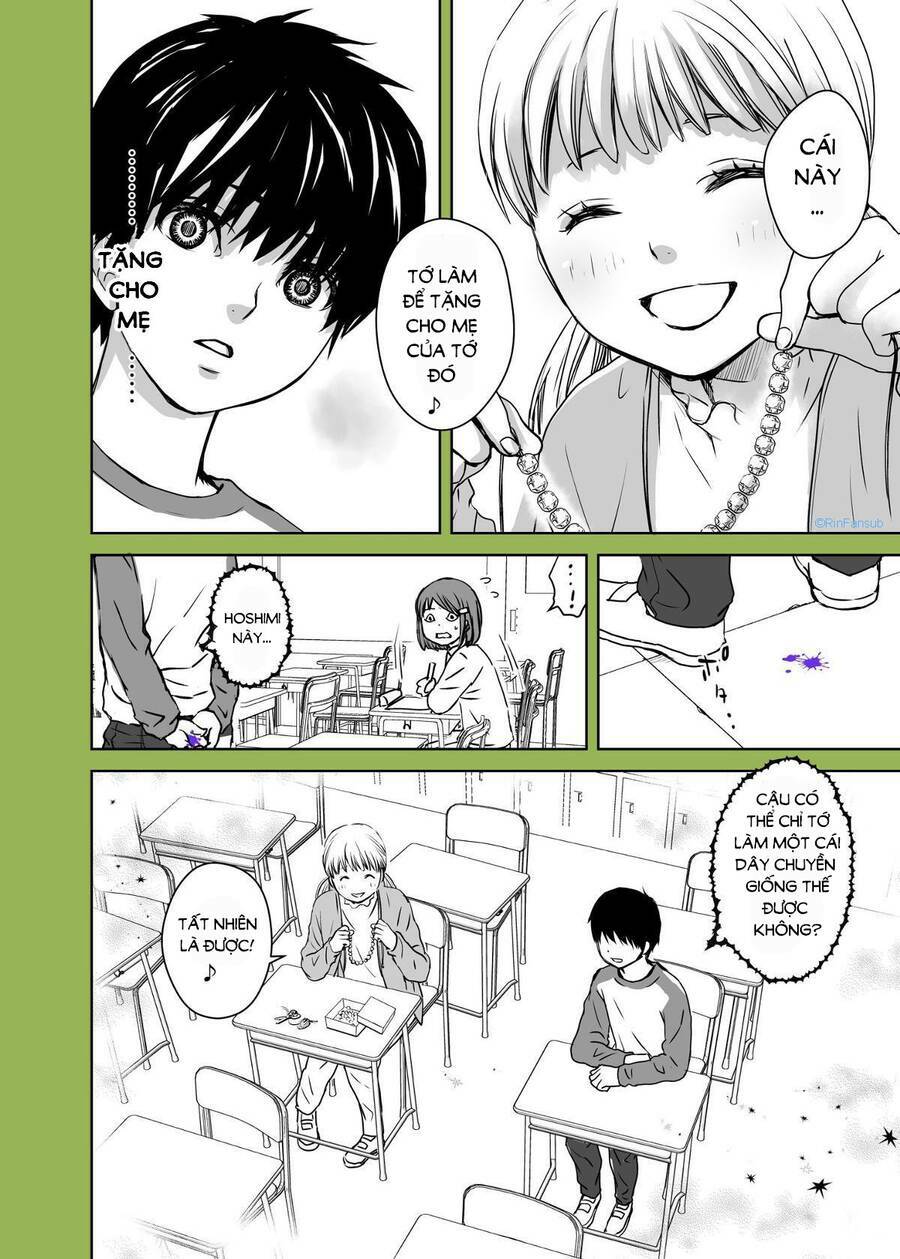 CÁI
NÀY
...
TỚ LÀM
ĐỂ TẶNG
CHO MẸ
CỦA TỚ
ĐÓ
♪
TẶNG
CHO
MẸ
©RinFansub
HOSHIMI
NÀY...
CẬU CÓ
THỂ CHỈ TỚ
LÀM MỘT CÁI
DÂY CHUYỀN
GIỐNG THẾ
ĐƯỢC
KHÔNG?
TẤT NHIÊN
LÀ ĐƯỢC!
♪